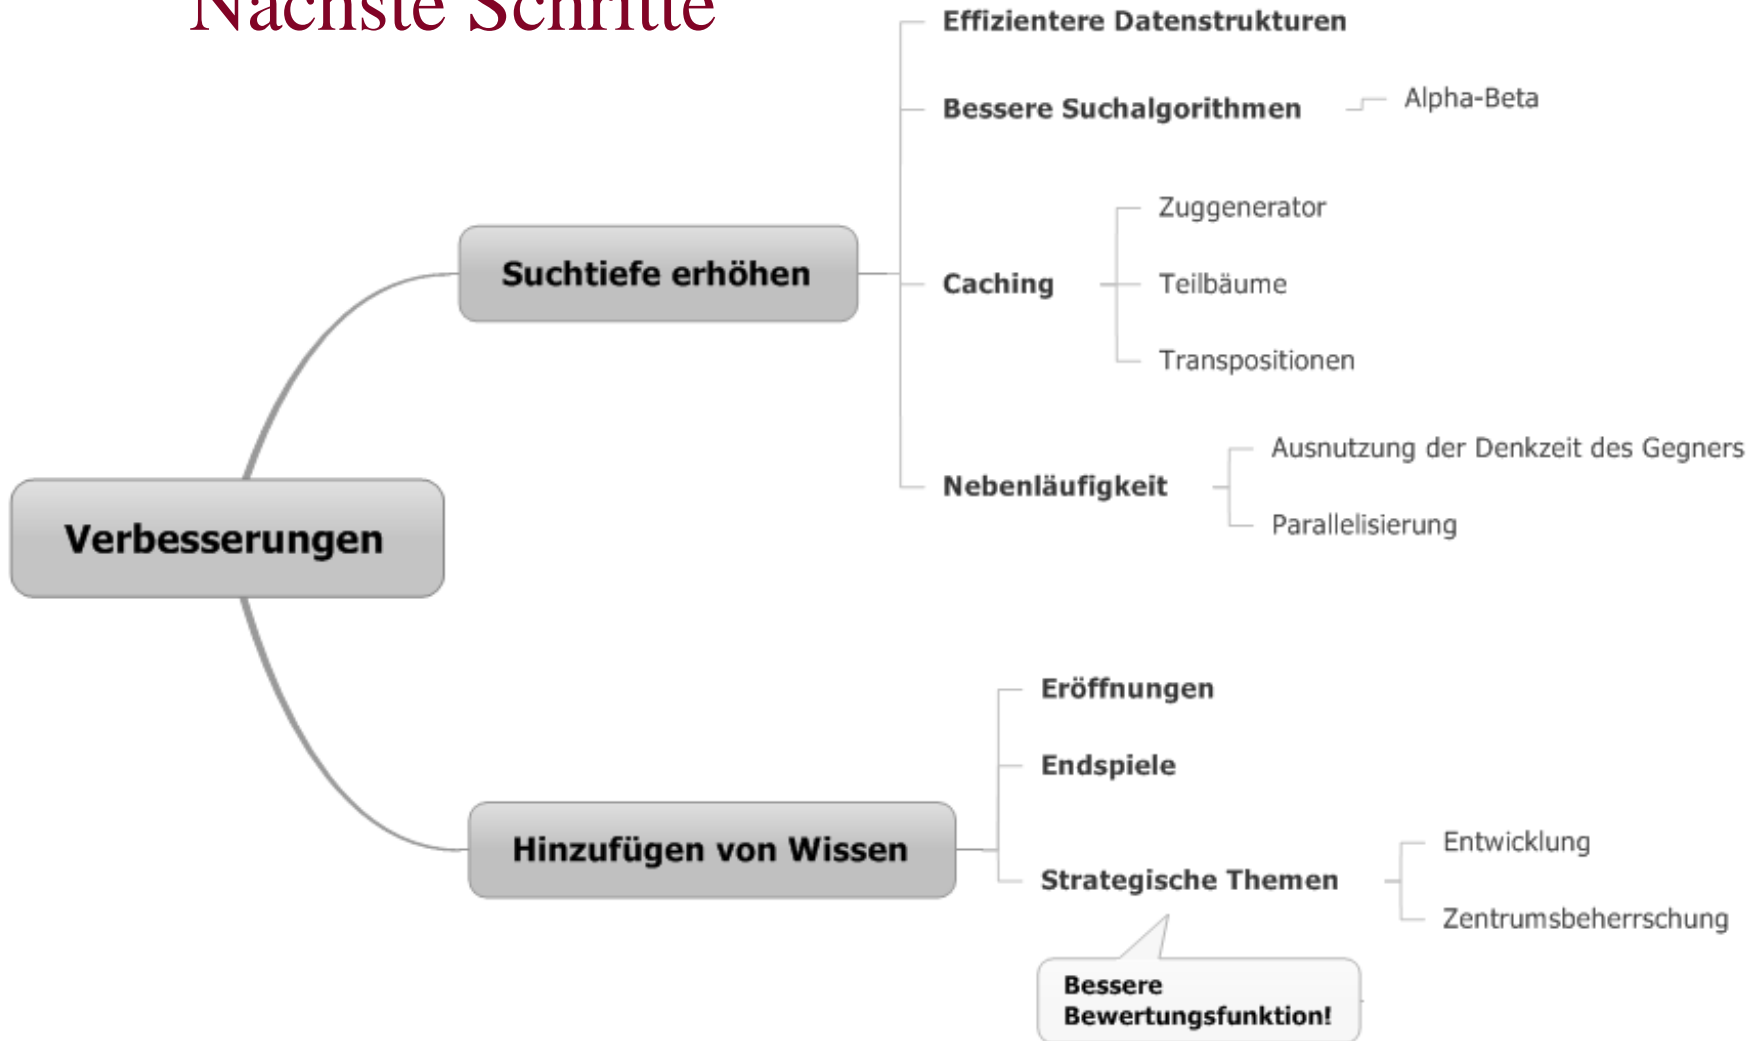 Nächste Schritte
Effizientere Datenstrukturen
Bessere Suchalgorithmen
Alpha-Beta
Suchtiefe erhöhen
Caching
Zuggenerator
Teilbäume
Transpositionen
Nebenläufigkeit
Ausnutzung der Denkzeit des Gegners
Parallelisierung
Verbesserungen
Hinzufügen von Wissen
Eröffnungen
Endspiele
Strategische Themen
Entwicklung
Zentrumsbeherrschung
Bessere
Bewertungsfunktion!